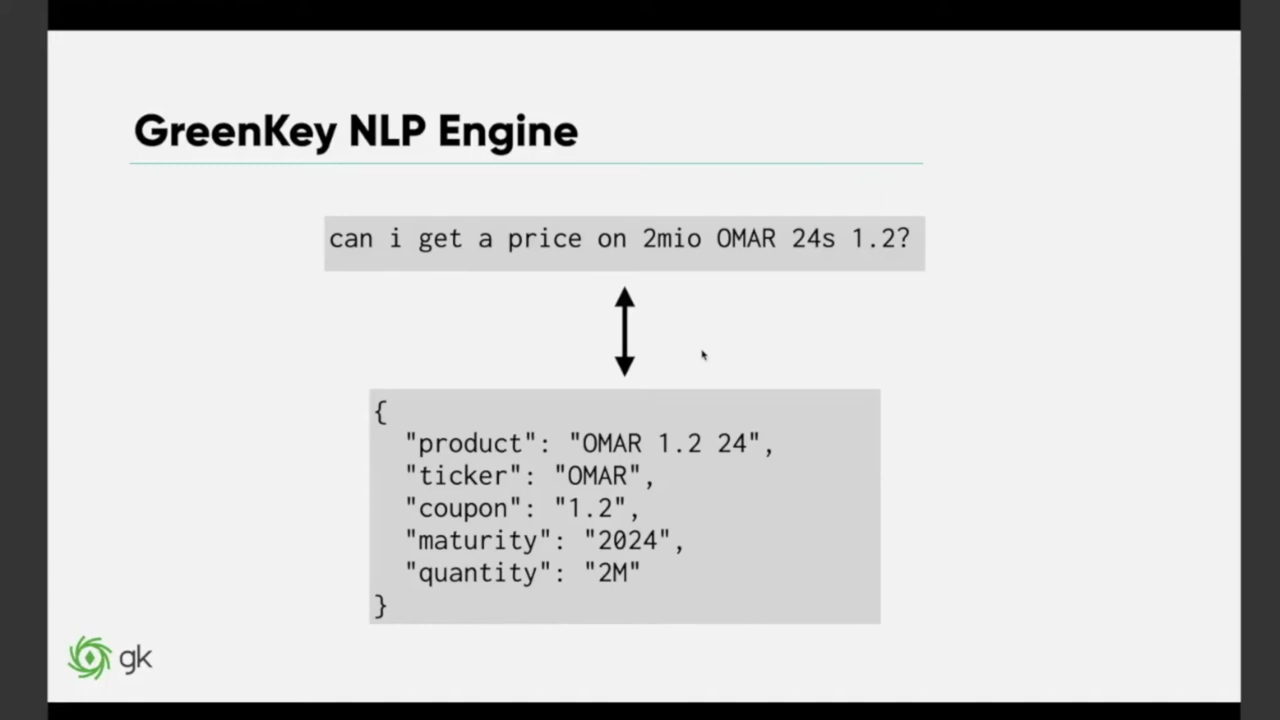 GreenKey NLP Engine
can i get a price on 2mio OMAR 24s 1.2?
{
"product": "OMAR 1.2 24",
"ticker": "OMAR",
"coupon": "1.2",
"maturity": "2024",
"quantity": "2M"
}
gk